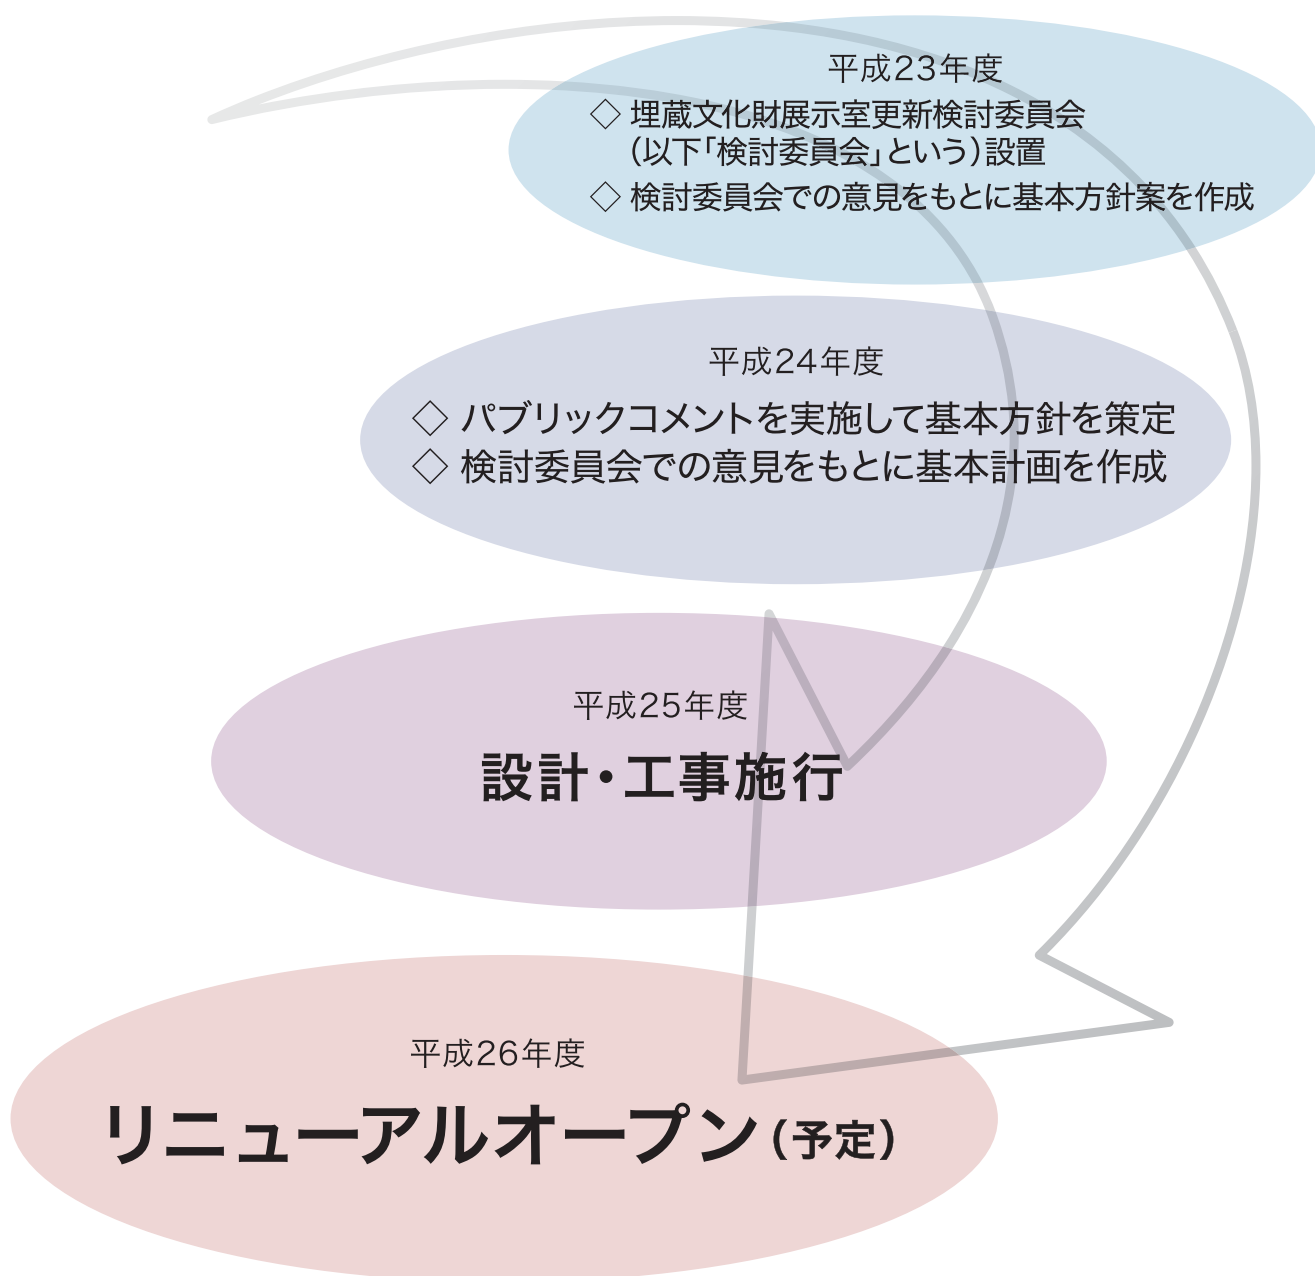 平成23年度
◇ 埋蔵文化財展示室更新検討委員会
(以下「検討委員会」という)設置
◇ 検討委員会での意見をもとに基本方針案を作成
平成24年度
◇ パブリックコメントを実施して基本方針を策定
◇ 検討委員会での意見をもとに基本計画を作成
平成25年度
設計・工事施行
平成26年度
リニューアルオープン(予定)